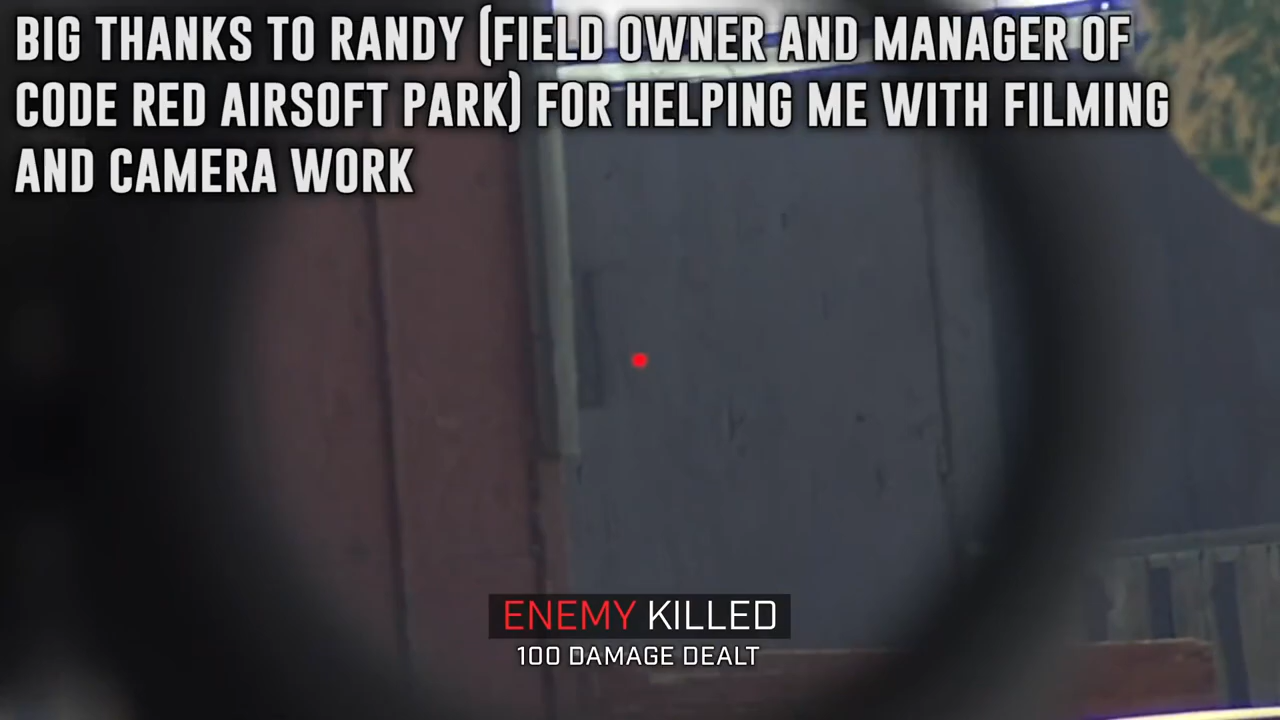 BIG THANKS TO RANDY (FIELD OWNER AND MANAGER OF
CODE RED AIRSOFT PARK) FOR HELPING ME WITH FILMING
AND CAMERA WORK
ENEMY KILLED
100 DAMAGE DEALT